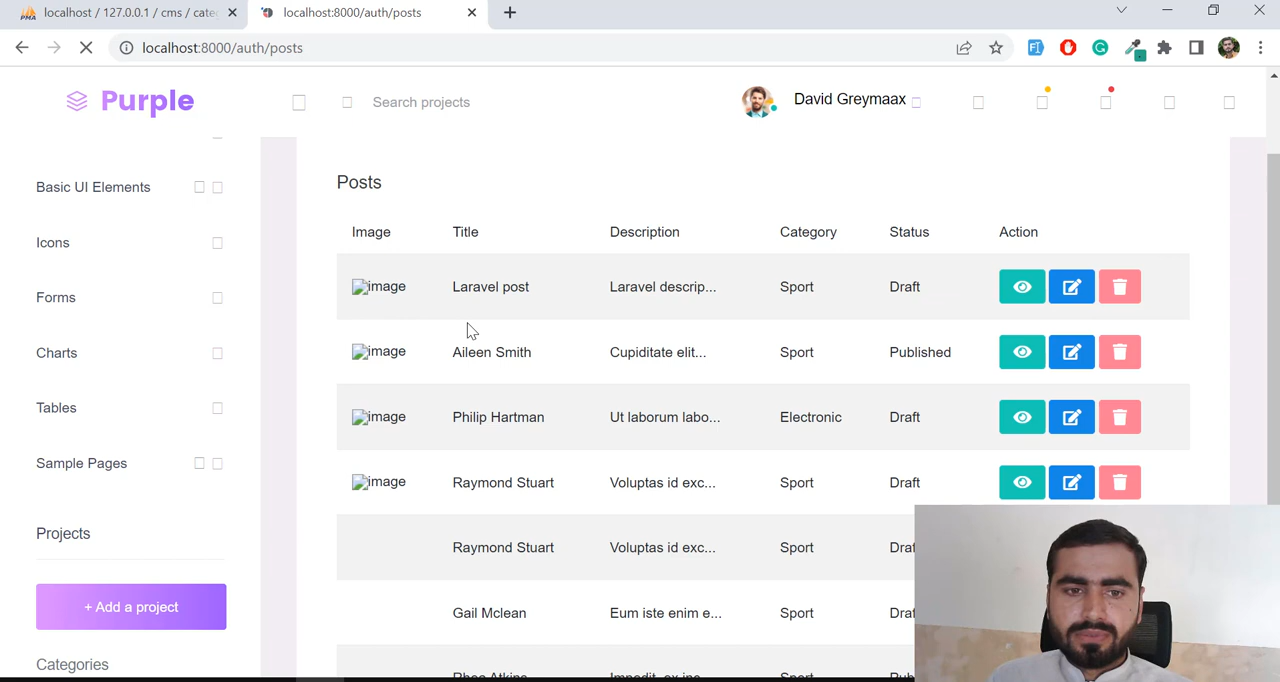 localhost / 127.0.0.1 / cms / cate
localhost:8000/auth/posts
localhost:8000/auth/posts
Purple
Search projects
David Greymaax
Basic UI Elements
Icons
Forms
Charts
Tables
Sample Pages
Projects
+ Add a project
Categories
Posts
Image Title Description Category Status Action
image Laravel post Laravel descrip... Sport Draft
image Aileen Smith Cupiditate elit... Sport Published
image Philip Hartman Ut laborum labo... Electronic Draft
image Raymond Stuart Voluptas id exc... Sport Draft
Raymond Stuart Voluptas id exc... Sport Draf
Gail Mclean Eum iste enim e... Sport Draf